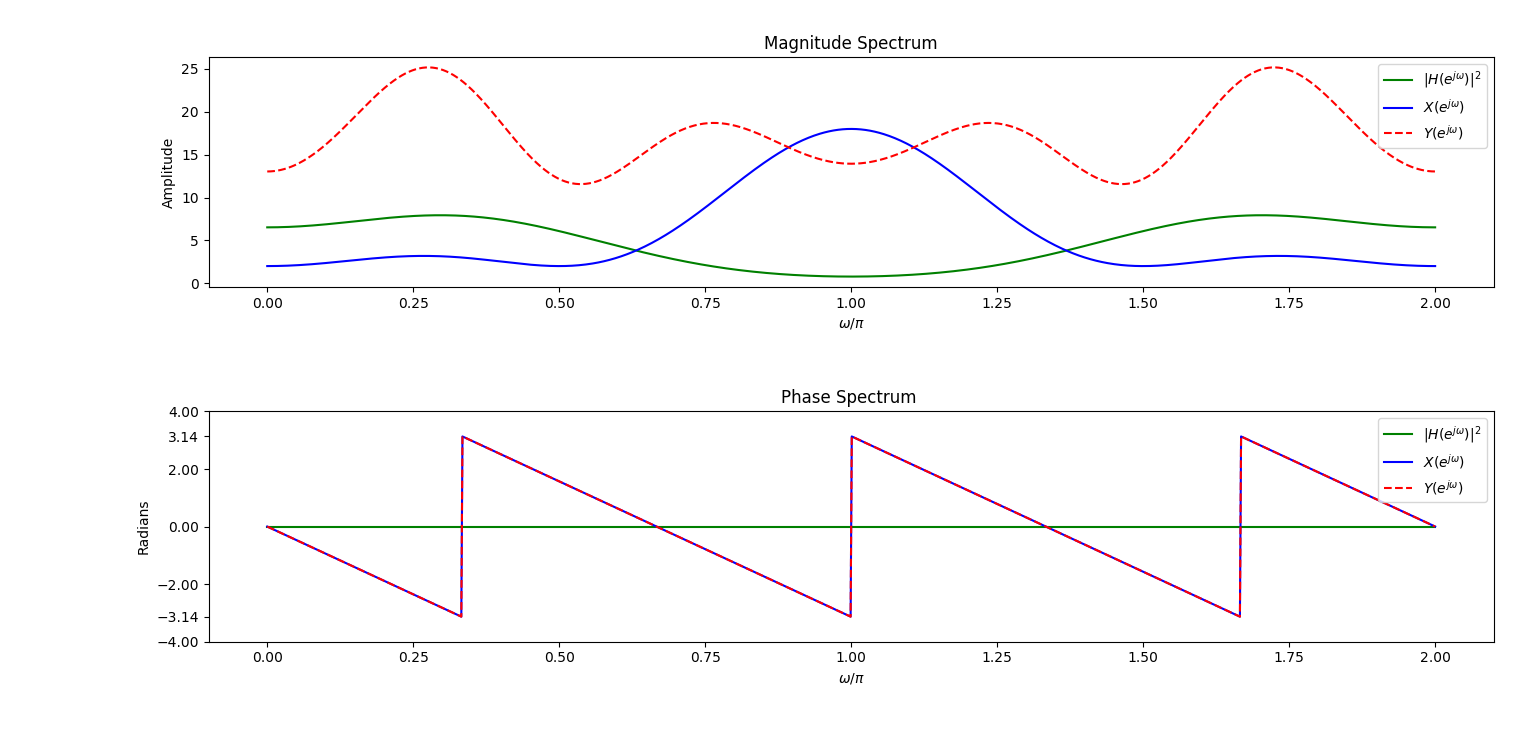 Magnitude Spectrum
Amplitude
25
20
15
10
5
0
|H(e^{jω})|²
X(e^{jω})
Y(e^{jω})
0.00 0.25 0.50 0.75 1.00 1.25 1.50 1.75 2.00
ω/π
Phase Spectrum
Radians
4.00
3.14
2.00
0.00
−2.00
−3.14
−4.00
|H(e^{jω})|²
X(e^{jω})
Y(e^{jω})
0.00 0.25 0.50 0.75 1.00 1.25 1.50 1.75 2.00
ω/π